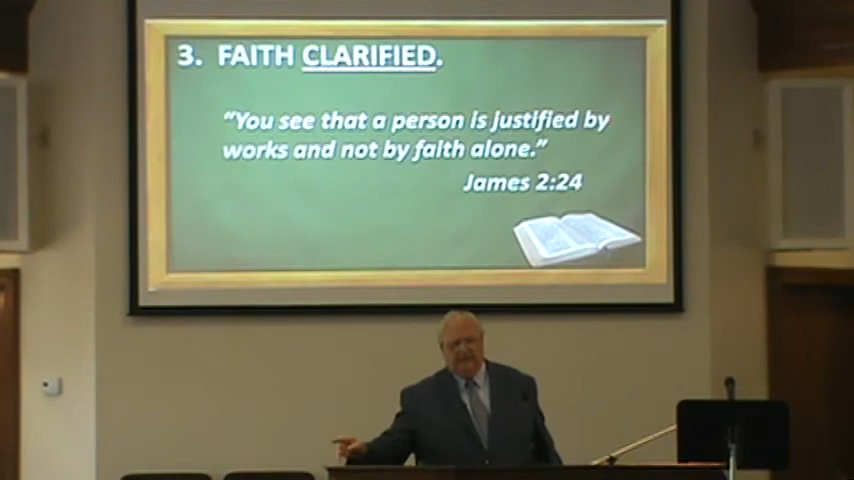 3. FAITH CLARIFIED.
“You see that a person is justified by
works and not by faith alone.”
James 2:24